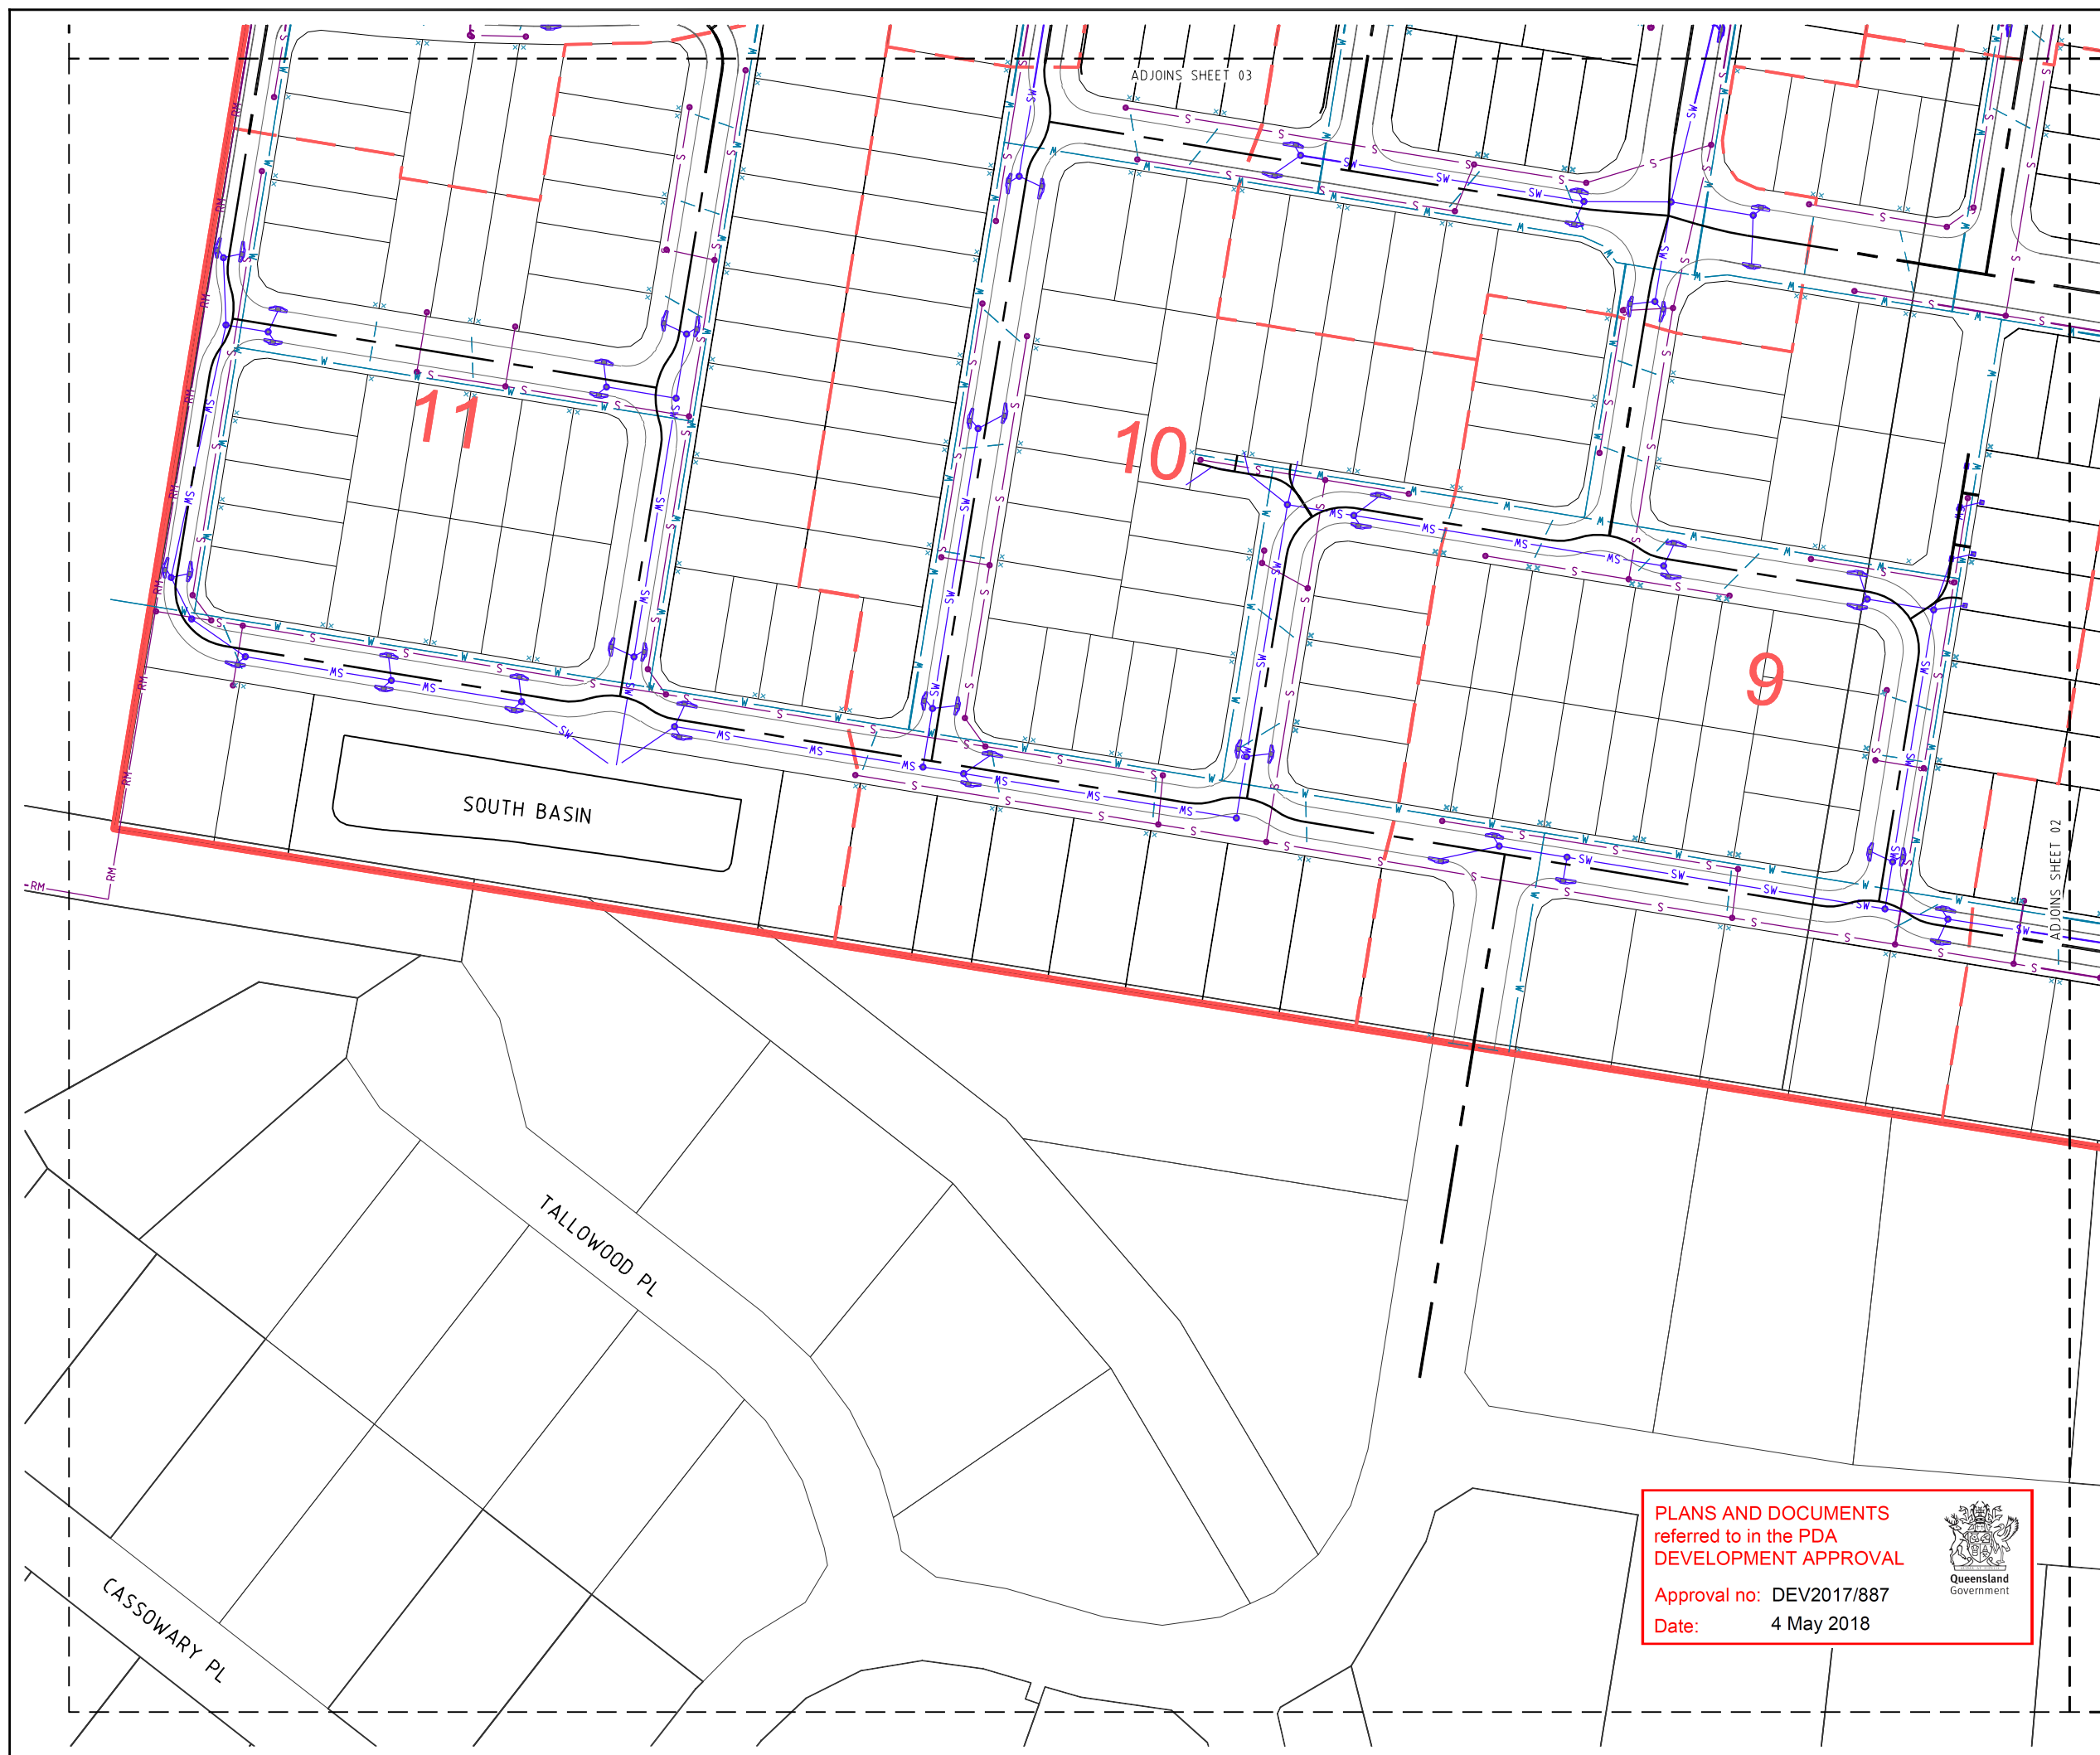 ADJOINS SHEET 03
11
10
9
SOUTH BASIN
ADJOINS SHEET 02
TALLOWOOD PL
CASSOWARY PL
PLANS AND DOCUMENTS
referred to in the PDA
DEVELOPMENT APPROVAL
Approval no: DEV2017/887
Date: 4 May 2018
Queensland
Government